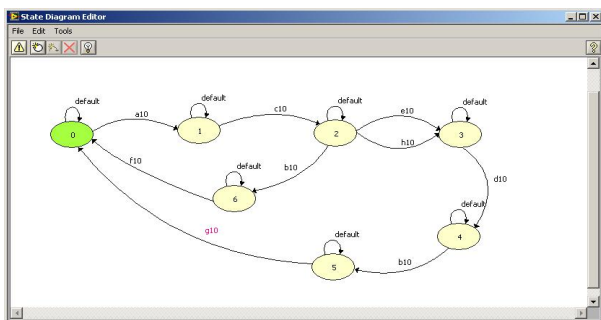 State Diagram Editor
File Edit Tools
default
default
default
default
a10
c10
e10
0
1
2
3
h10
f10
default
b10
6
d10
default
g10
default
4
5
b10